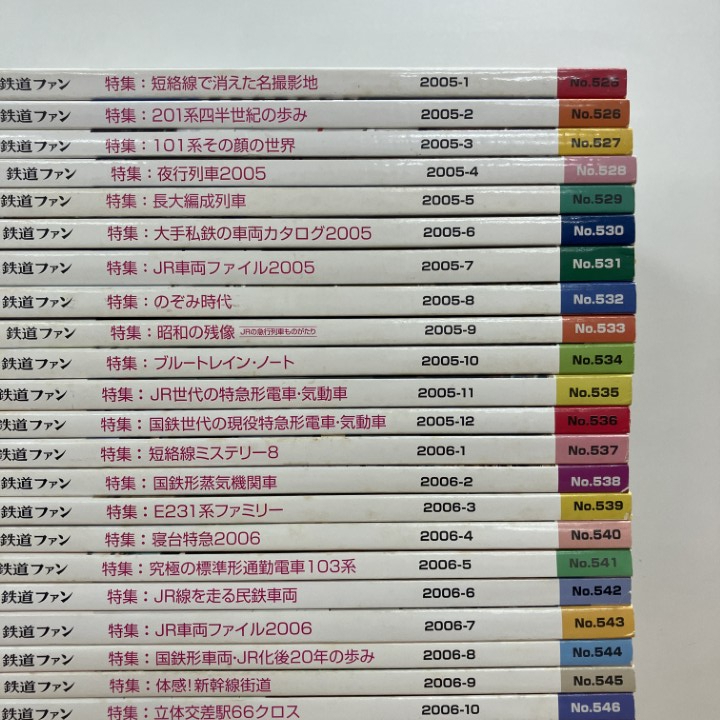 鉄道ファン 特集：短絡線で消えた名撮影地 2005-1 No.525
鉄道ファン 特集：201系四半世紀の歩み 2005-2 No.526
鉄道ファン 特集：101系その顔の世界 2005-3 No.527
鉄道ファン 特集：夜行列車2005 2005-4 No.528
鉄道ファン 特集：長大編成列車 2005-5 No.529
鉄道ファン 特集：大手私鉄の車両カタログ2005 2005-6 No.530
鉄道ファン 特集：JR車両ファイル2005 2005-7 No.531
鉄道ファン 特集：のぞみ時代 2005-8 No.532
鉄道ファン 特集：昭和の残像 JRの急行列車ものがたり 2005-9 No.533
鉄道ファン 特集：ブルートレイン・ノート 2005-10 No.534
鉄道ファン 特集：JR世代の特急形電車・気動車 2005-11 No.535
鉄道ファン 特集：国鉄世代の現役特急形電車・気動車 2005-12 No.536
鉄道ファン 特集：短絡線ミステリー8 2006-1 No.537
鉄道ファン 特集：国鉄形蒸気機関車 2006-2 No.538
鉄道ファン 特集：E231系ファミリー 2006-3 No.539
鉄道ファン 特集：寝台特急2006 2006-4 No.540
鉄道ファン 特集：究極の標準形通勤電車103系 2006-5 No.541
鉄道ファン 特集：JR線を走る民鉄車両 2006-6 No.542
鉄道ファン 特集：JR車両ファイル2006 2006-7 No.543
鉄道ファン 特集：国鉄形車両・JR化後20年の歩み 2006-8 No.544
鉄道ファン 特集：体感！新幹線街道 2006-9 No.545
鉄道ファン 特集：立体交差駅66クロス 2006-10 No.546